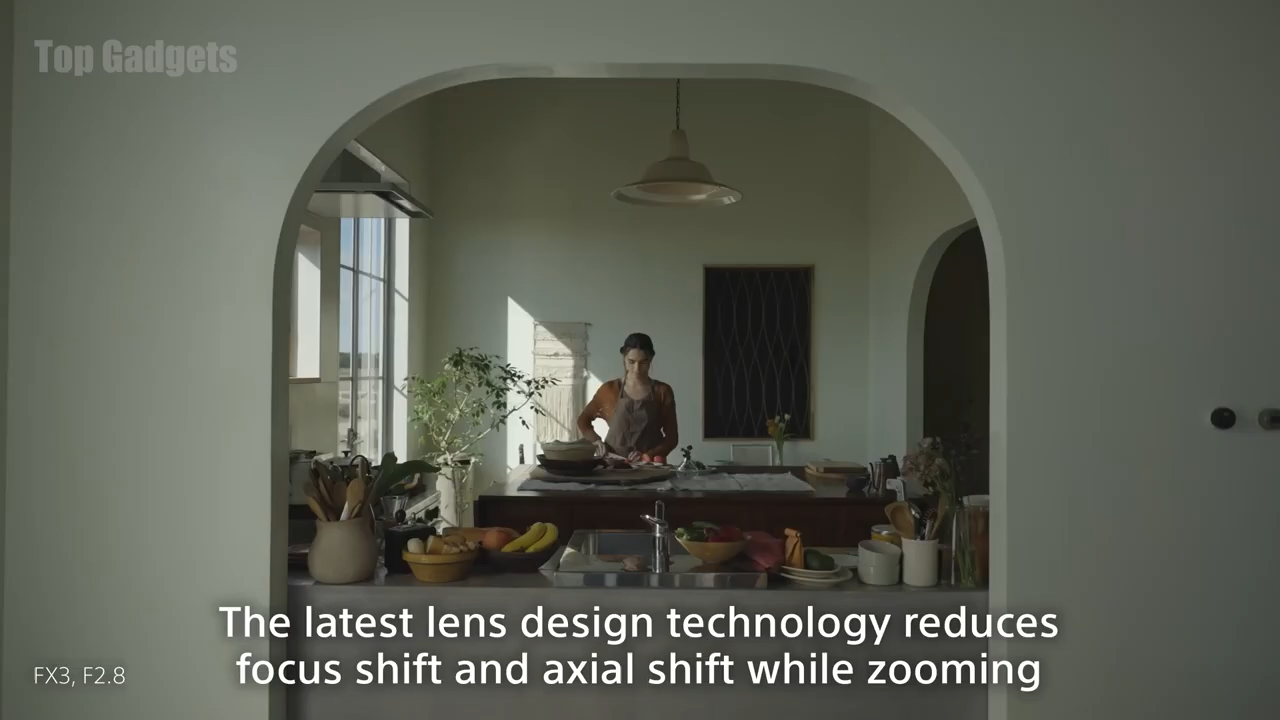 Top Gadgets
The latest lens design technology reduces
focus shift and axial shift while zooming
FX3, F2.8